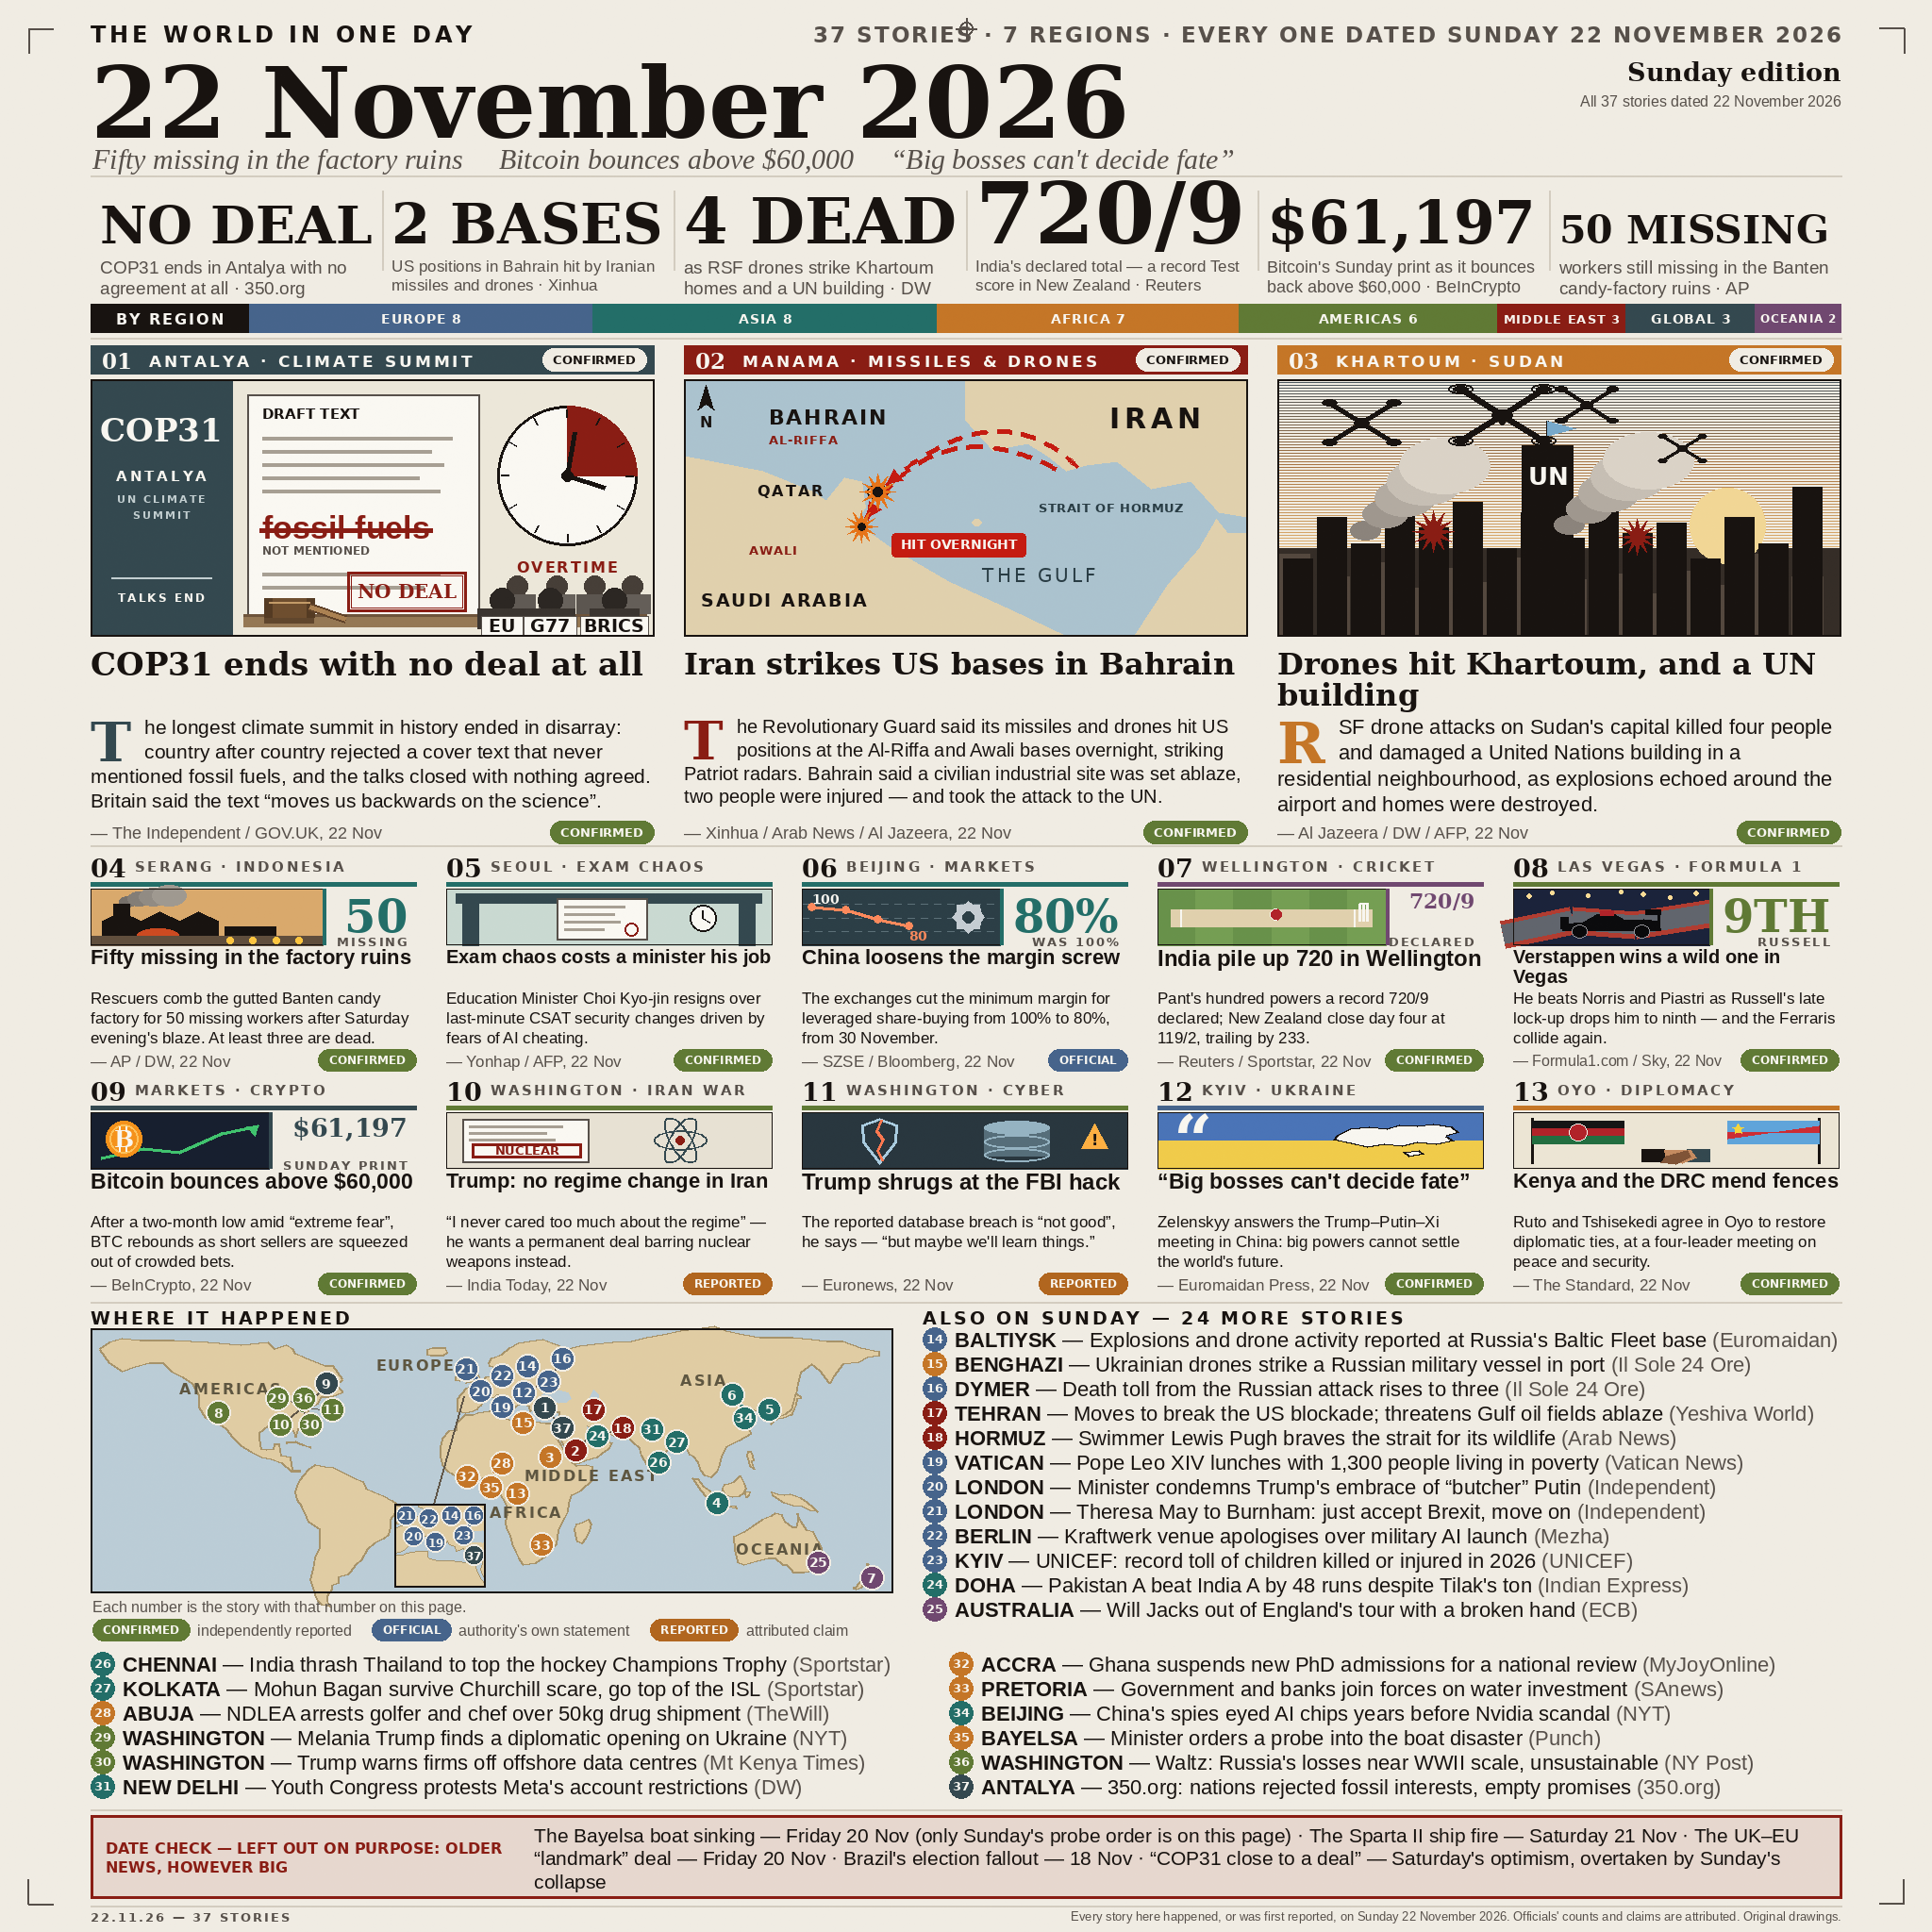 THE WORLD IN ONE DAY
37 STORIES · 7 REGIONS · EVERY ONE DATED SUNDAY 22 NOVEMBER 2026
22 November 2026
Sunday edition
All 37 stories dated 22 November 2026
Fifty missing in the factory ruins Bitcoin bounces above $60,000 “Big bosses can't decide fate”
NO DEAL
COP31 ends in Antalya with no
agreement at all · 350.org
2 BASES
US positions in Bahrain hit by Iranian
missiles and drones · Xinhua
4 DEAD
as RSF drones strike Khartoum
homes and a UN building · DW
720/9
India's declared total — a record Test
score in New Zealand · Reuters
$61,197
Bitcoin's Sunday print as it bounces
back above $60,000 · BeInCrypto
50 MISSING
workers still missing in the Banten
candy-factory ruins · AP
BY REGION EUROPE 8 ASIA 8 AFRICA 7 AMERICAS 6 MIDDLE EAST 3 GLOBAL 3 OCEANIA 2
01 ANTALYA · CLIMATE SUMMIT CONFIRMED
COP31
ANTALYA
UN CLIMATE
SUMMIT
TALKS END
DRAFT TEXT
fossil fuels
NOT MENTIONED
NO DEAL
OVERTIME
EU G77 BRICS
COP31 ends with no deal at all
The longest climate summit in history ended in disarray:
country after country rejected a cover text that never
mentioned fossil fuels, and the talks closed with nothing agreed.
Britain said the text “moves us backwards on the science”.
— The Independent / GOV.UK, 22 Nov CONFIRMED
02 MANAMA · MISSILES & DRONES CONFIRMED
N
BAHRAIN
AL-RIFFA
IRAN
QATAR
STRAIT OF HORMUZ
AWALI
HIT OVERNIGHT
THE GULF
SAUDI ARABIA
Iran strikes US bases in Bahrain
The Revolutionary Guard said its missiles and drones hit US
positions at the Al-Riffa and Awali bases overnight, striking
Patriot radars. Bahrain said a civilian industrial site was set ablaze,
two people were injured — and took the attack to the UN.
— Xinhua / Arab News / Al Jazeera, 22 Nov CONFIRMED
03 KHARTOUM · SUDAN CONFIRMED
UN
Drones hit Khartoum, and a UN
building
RSF drone attacks on Sudan's capital killed four people
and damaged a United Nations building in a
residential neighbourhood, as explosions echoed around the
airport and homes were destroyed.
— Al Jazeera / DW / AFP, 22 Nov CONFIRMED
04 SERANG · INDONESIA
50
MISSING
Fifty missing in the factory ruins
Rescuers comb the gutted Banten candy
factory for 50 missing workers after Saturday
evening's blaze. At least three are dead.
— AP / DW, 22 Nov CONFIRMED
05 SEOUL · EXAM CHAOS
Exam chaos costs a minister his job
Education Minister Choi Kyo-jin resigns over
last-minute CSAT security changes driven by
fears of AI cheating.
— Yonhap / AFP, 22 Nov CONFIRMED
06 BEIJING · MARKETS
100
80
80%
WAS 100%
China loosens the margin screw
The exchanges cut the minimum margin for
leveraged share-buying from 100% to 80%,
from 30 November.
— SZSE / Bloomberg, 22 Nov OFFICIAL
07 WELLINGTON · CRICKET
720/9
DECLARED
India pile up 720 in Wellington
Pant's hundred powers a record 720/9
declared; New Zealand close day four at
119/2, trailing by 233.
— Reuters / Sportstar, 22 Nov CONFIRMED
08 LAS VEGAS · FORMULA 1
9TH
RUSSELL
Verstappen wins a wild one in
Vegas
He beats Norris and Piastri as Russell's late
lock-up drops him to ninth — and the Ferraris
collide again.
— Formula1.com / Sky, 22 Nov CONFIRMED
09 MARKETS · CRYPTO
₿
$61,197
SUNDAY PRINT
Bitcoin bounces above $60,000
After a two-month low amid “extreme fear”,
BTC rebounds as short sellers are squeezed
out of crowded bets.
— BeInCrypto, 22 Nov CONFIRMED
10 WASHINGTON · IRAN WAR
NUCLEAR
Trump: no regime change in Iran
“I never cared too much about the regime” —
he wants a permanent deal barring nuclear
weapons instead.
— India Today, 22 Nov REPORTED
11 WASHINGTON · CYBER
!
Trump shrugs at the FBI hack
The reported database breach is “not good”,
he says — “but maybe we'll learn things.”
— Euronews, 22 Nov REPORTED
12 KYIV · UKRAINE
“
“Big bosses can't decide fate”
Zelenskyy answers the Trump–Putin–Xi
meeting in China: big powers cannot settle
the world's future.
— Euromaidan Press, 22 Nov CONFIRMED
13 OYO · DIPLOMACY
Kenya and the DRC mend fences
Ruto and Tshisekedi agree in Oyo to restore
diplomatic ties, at a four-leader meeting on
peace and security.
— The Standard, 22 Nov CONFIRMED
WHERE IT HAPPENED
EUROPE
AMERICAS
ASIA
MIDDLE EAST
AFRICA
OCEANIA
21 22 14 16 20 12 23 19 1 15 37 17 18 24 2 3 31 27 26 6 34 5 4
9 29 36 11 8 10 30 28 32 35 13 33 25 7
21 22 14 16 20 19 23 37
Each number is the story with that number on this page.
CONFIRMED independently reported OFFICIAL authority's own statement REPORTED attributed claim
ALSO ON SUNDAY — 24 MORE STORIES
14 BALTIYSK — Explosions and drone activity reported at Russia's Baltic Fleet base (Euromaidan)
15 BENGHAZI — Ukrainian drones strike a Russian military vessel in port (Il Sole 24 Ore)
16 DYMER — Death toll from the Russian attack rises to three (Il Sole 24 Ore)
17 TEHRAN — Moves to break the US blockade; threatens Gulf oil fields ablaze (Yeshiva World)
18 HORMUZ — Swimmer Lewis Pugh braves the strait for its wildlife (Arab News)
19 VATICAN — Pope Leo XIV lunches with 1,300 people living in poverty (Vatican News)
20 LONDON — Minister condemns Trump's embrace of “butcher” Putin (Independent)
21 LONDON — Theresa May to Burnham: just accept Brexit, move on (Independent)
22 BERLIN — Kraftwerk venue apologises over military AI launch (Mezha)
23 KYIV — UNICEF: record toll of children killed or injured in 2026 (UNICEF)
24 DOHA — Pakistan A beat India A by 48 runs despite Tilak's ton (Indian Express)
25 AUSTRALIA — Will Jacks out of England's tour with a broken hand (ECB)
26 CHENNAI — India thrash Thailand to top the hockey Champions Trophy (Sportstar)
27 KOLKATA — Mohun Bagan survive Churchill scare, go top of the ISL (Sportstar)
28 ABUJA — NDLEA arrests golfer and chef over 50kg drug shipment (TheWill)
29 WASHINGTON — Melania Trump finds a diplomatic opening on Ukraine (NYT)
30 WASHINGTON — Trump warns firms off offshore data centres (Mt Kenya Times)
31 NEW DELHI — Youth Congress protests Meta's account restrictions (DW)
32 ACCRA — Ghana suspends new PhD admissions for a national review (MyJoyOnline)
33 PRETORIA — Government and banks join forces on water investment (SAnews)
34 BEIJING — China's spies eyed AI chips years before Nvidia scandal (NYT)
35 BAYELSA — Minister orders a probe into the boat disaster (Punch)
36 WASHINGTON — Waltz: Russia's losses near WWII scale, unsustainable (NY Post)
37 ANTALYA — 350.org: nations rejected fossil interests, empty promises (350.org)
DATE CHECK — LEFT OUT ON PURPOSE: OLDER
NEWS, HOWEVER BIG
The Bayelsa boat sinking — Friday 20 Nov (only Sunday's probe order is on this page) · The Sparta II ship fire — Saturday 21 Nov · The UK–EU
“landmark” deal — Friday 20 Nov · Brazil's election fallout — 18 Nov · “COP31 close to a deal” — Saturday's optimism, overtaken by Sunday's
collapse
22.11.26 — 37 STORIES
Every story here happened, or was first reported, on Sunday 22 November 2026. Officials' counts and claims are attributed. Original drawings.